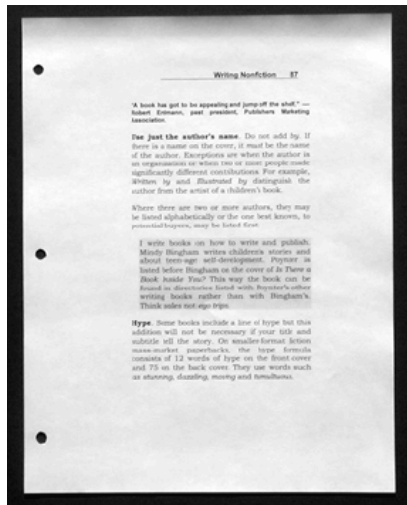 Writing Nonfiction 87
"A book has got to be appealing and jump off the shelf." —
Robert Erdmann, past president, Publishers Marketing
Association.
Use just the author's name. Do not add by. If
there is a name on the cover, it must be the name
of the author. Exceptions are when the author is
an organization or when two or more people made
significantly different contributions. For example,
Written by and Illustrated by distinguish the
author from the artist of a children's book.
Where there are two or more authors, they may
be listed alphabetically or the one best known, to
potential buyers, may be listed first.
I write books on how to write and publish.
Mindy Bingham writes children's stories and
about teen-age self-development. Poynter is
listed before Bingham on the cover of Is There a
Book Inside You? This way the book can be
found in directories listed with Poynter's other
writing books rather than with Bingham's.
Think sales not ego trips.
Hype. Some books include a line of hype but this
addition will not be necessary if your title and
subtitle tell the story. On smaller-format fiction
mass-market paperbacks, the hype formula
consists of 12 words of hype on the front cover
and 75 on the back cover. They use words such
as stunning, dazzling, moving and tumultuous.